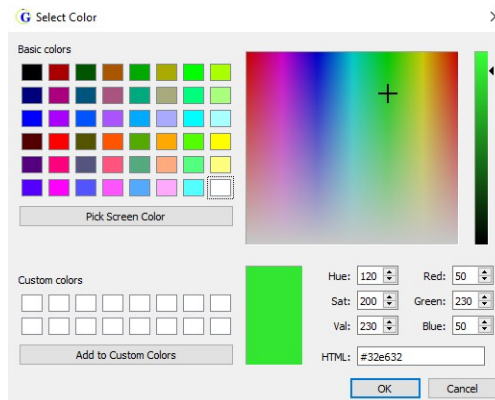 G Select Color
Basic colors
Pick Screen Color
Custom colors
Add to Custom Colors
Hue: 120 Red: 50
Sat: 200 Green: 230
Val: 230 Blue: 50
HTML: #32e632
OK Cancel